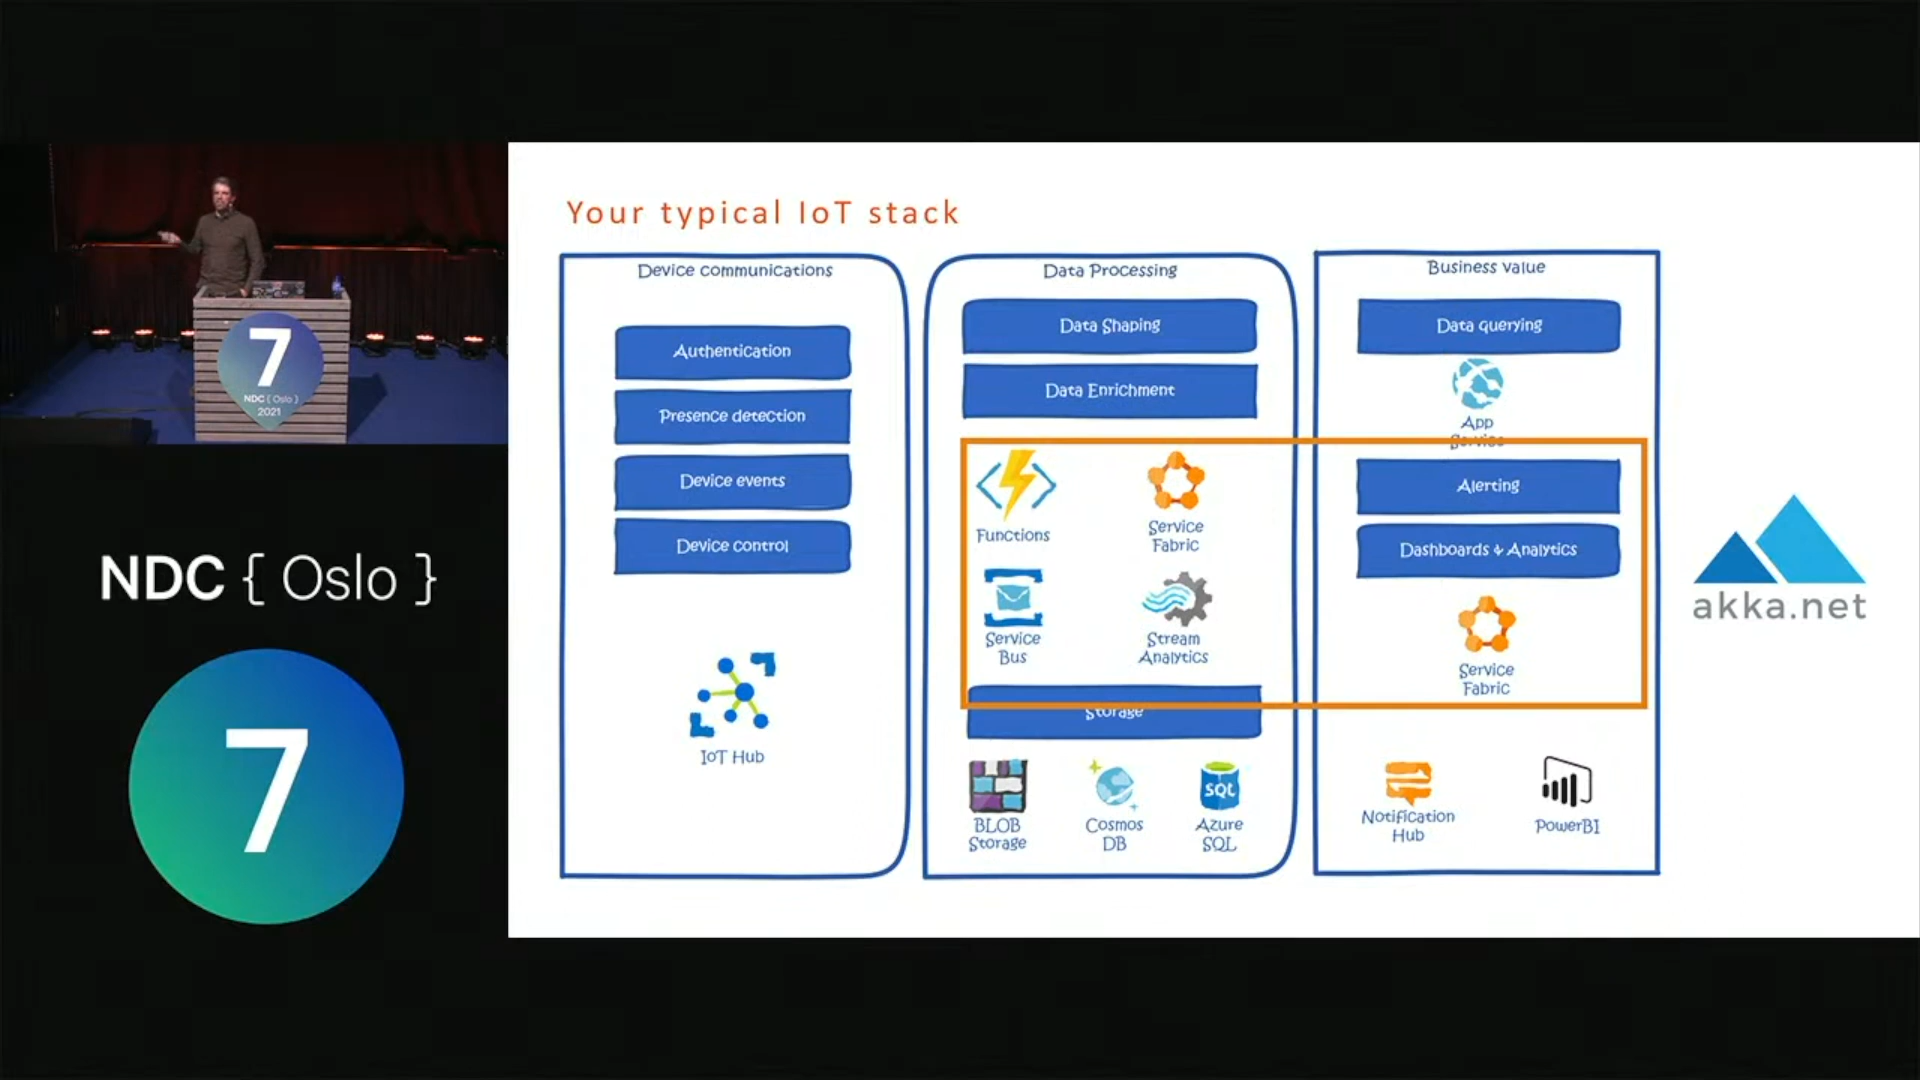 7
NDC { Oslo }
2021
NDC { Oslo }
7
Your typical IoT stack
Device communications
Authentication
Presence detection
Device events
Device control
IoT Hub
Data Processing
Data Shaping
Data Enrichment
Functions
Service
Fabric
Service
Bus
Stream
Analytics
Storage
BLOB
Storage
Cosmos
DB
SQL
Azure
SQL
Business value
Data querying
App
Service
Alerting
Dashboards & Analytics
Service
Fabric
Notification
Hub
PowerBI
akka.net